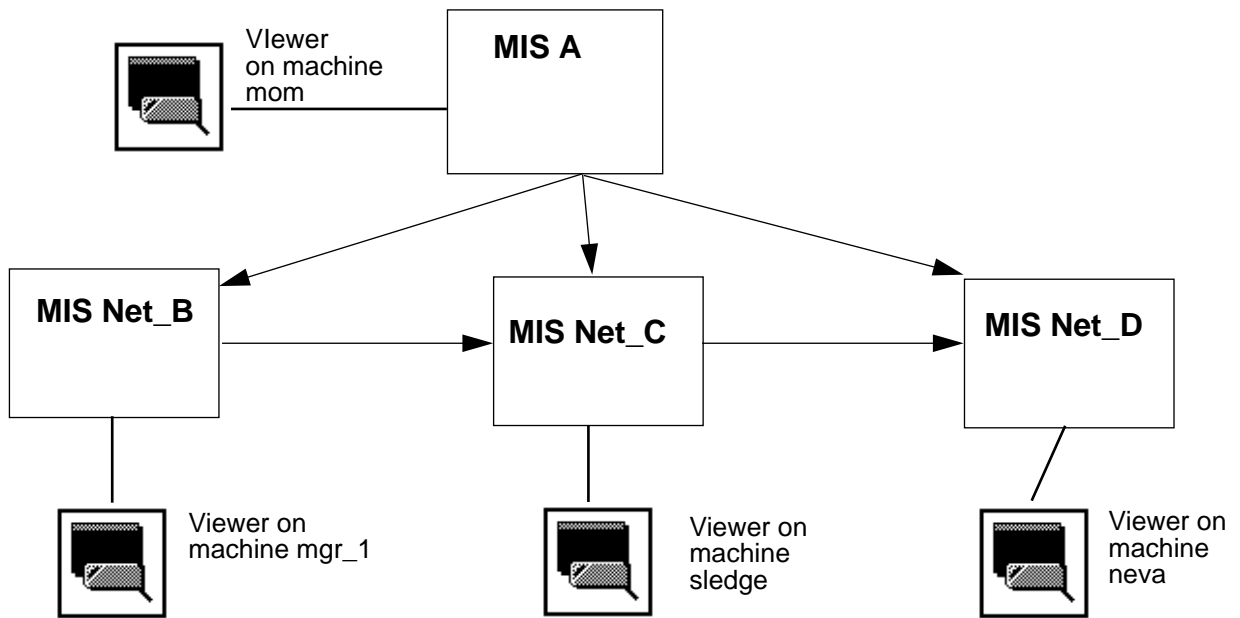 VIewer
on machine
mom
MIS A
MIS Net_B
MIS Net_C
MIS Net_D
Viewer on
machine mgr_1
Viewer on
machine
sledge
Viewer on
machine
neva